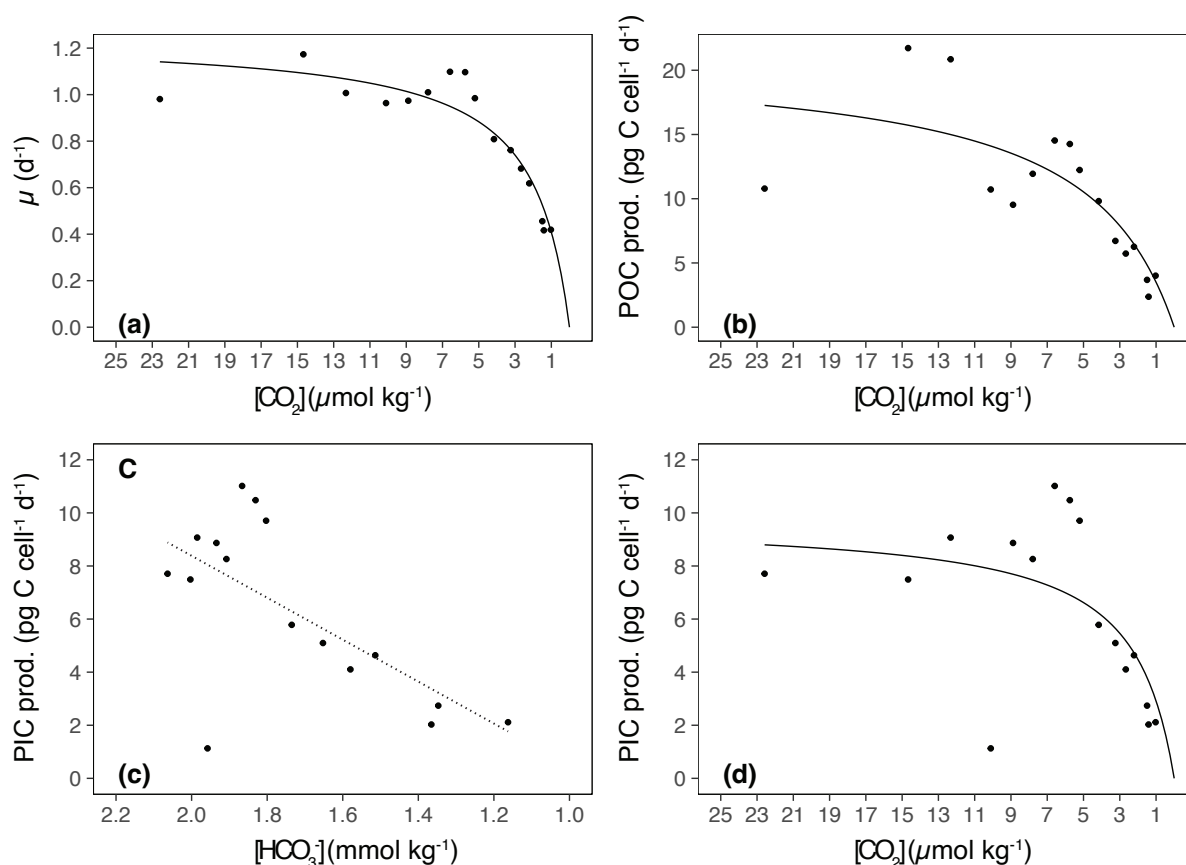 μ (d⁻¹)
1.2
1.0
0.8
0.6
0.4
0.2
0.0
(a)
25 23 21 19 17 15 13 11 9 7 5 3 1
[CO₂](μmol kg⁻¹)
POC prod. (pg C cell⁻¹ d⁻¹)
20
15
10
5
0
(b)
25 23 21 19 17 15 13 11 9 7 5 3 1
[CO₂](μmol kg⁻¹)
PIC prod. (pg C cell⁻¹ d⁻¹)
12
10
8
6
4
2
0
C
(c)
2.2 2.0 1.8 1.6 1.4 1.2 1.0
[HCO₃⁻](mmol kg⁻¹)
PIC prod. (pg C cell⁻¹ d⁻¹)
12
10
8
6
4
2
0
(d)
25 23 21 19 17 15 13 11 9 7 5 3 1
[CO₂](μmol kg⁻¹)